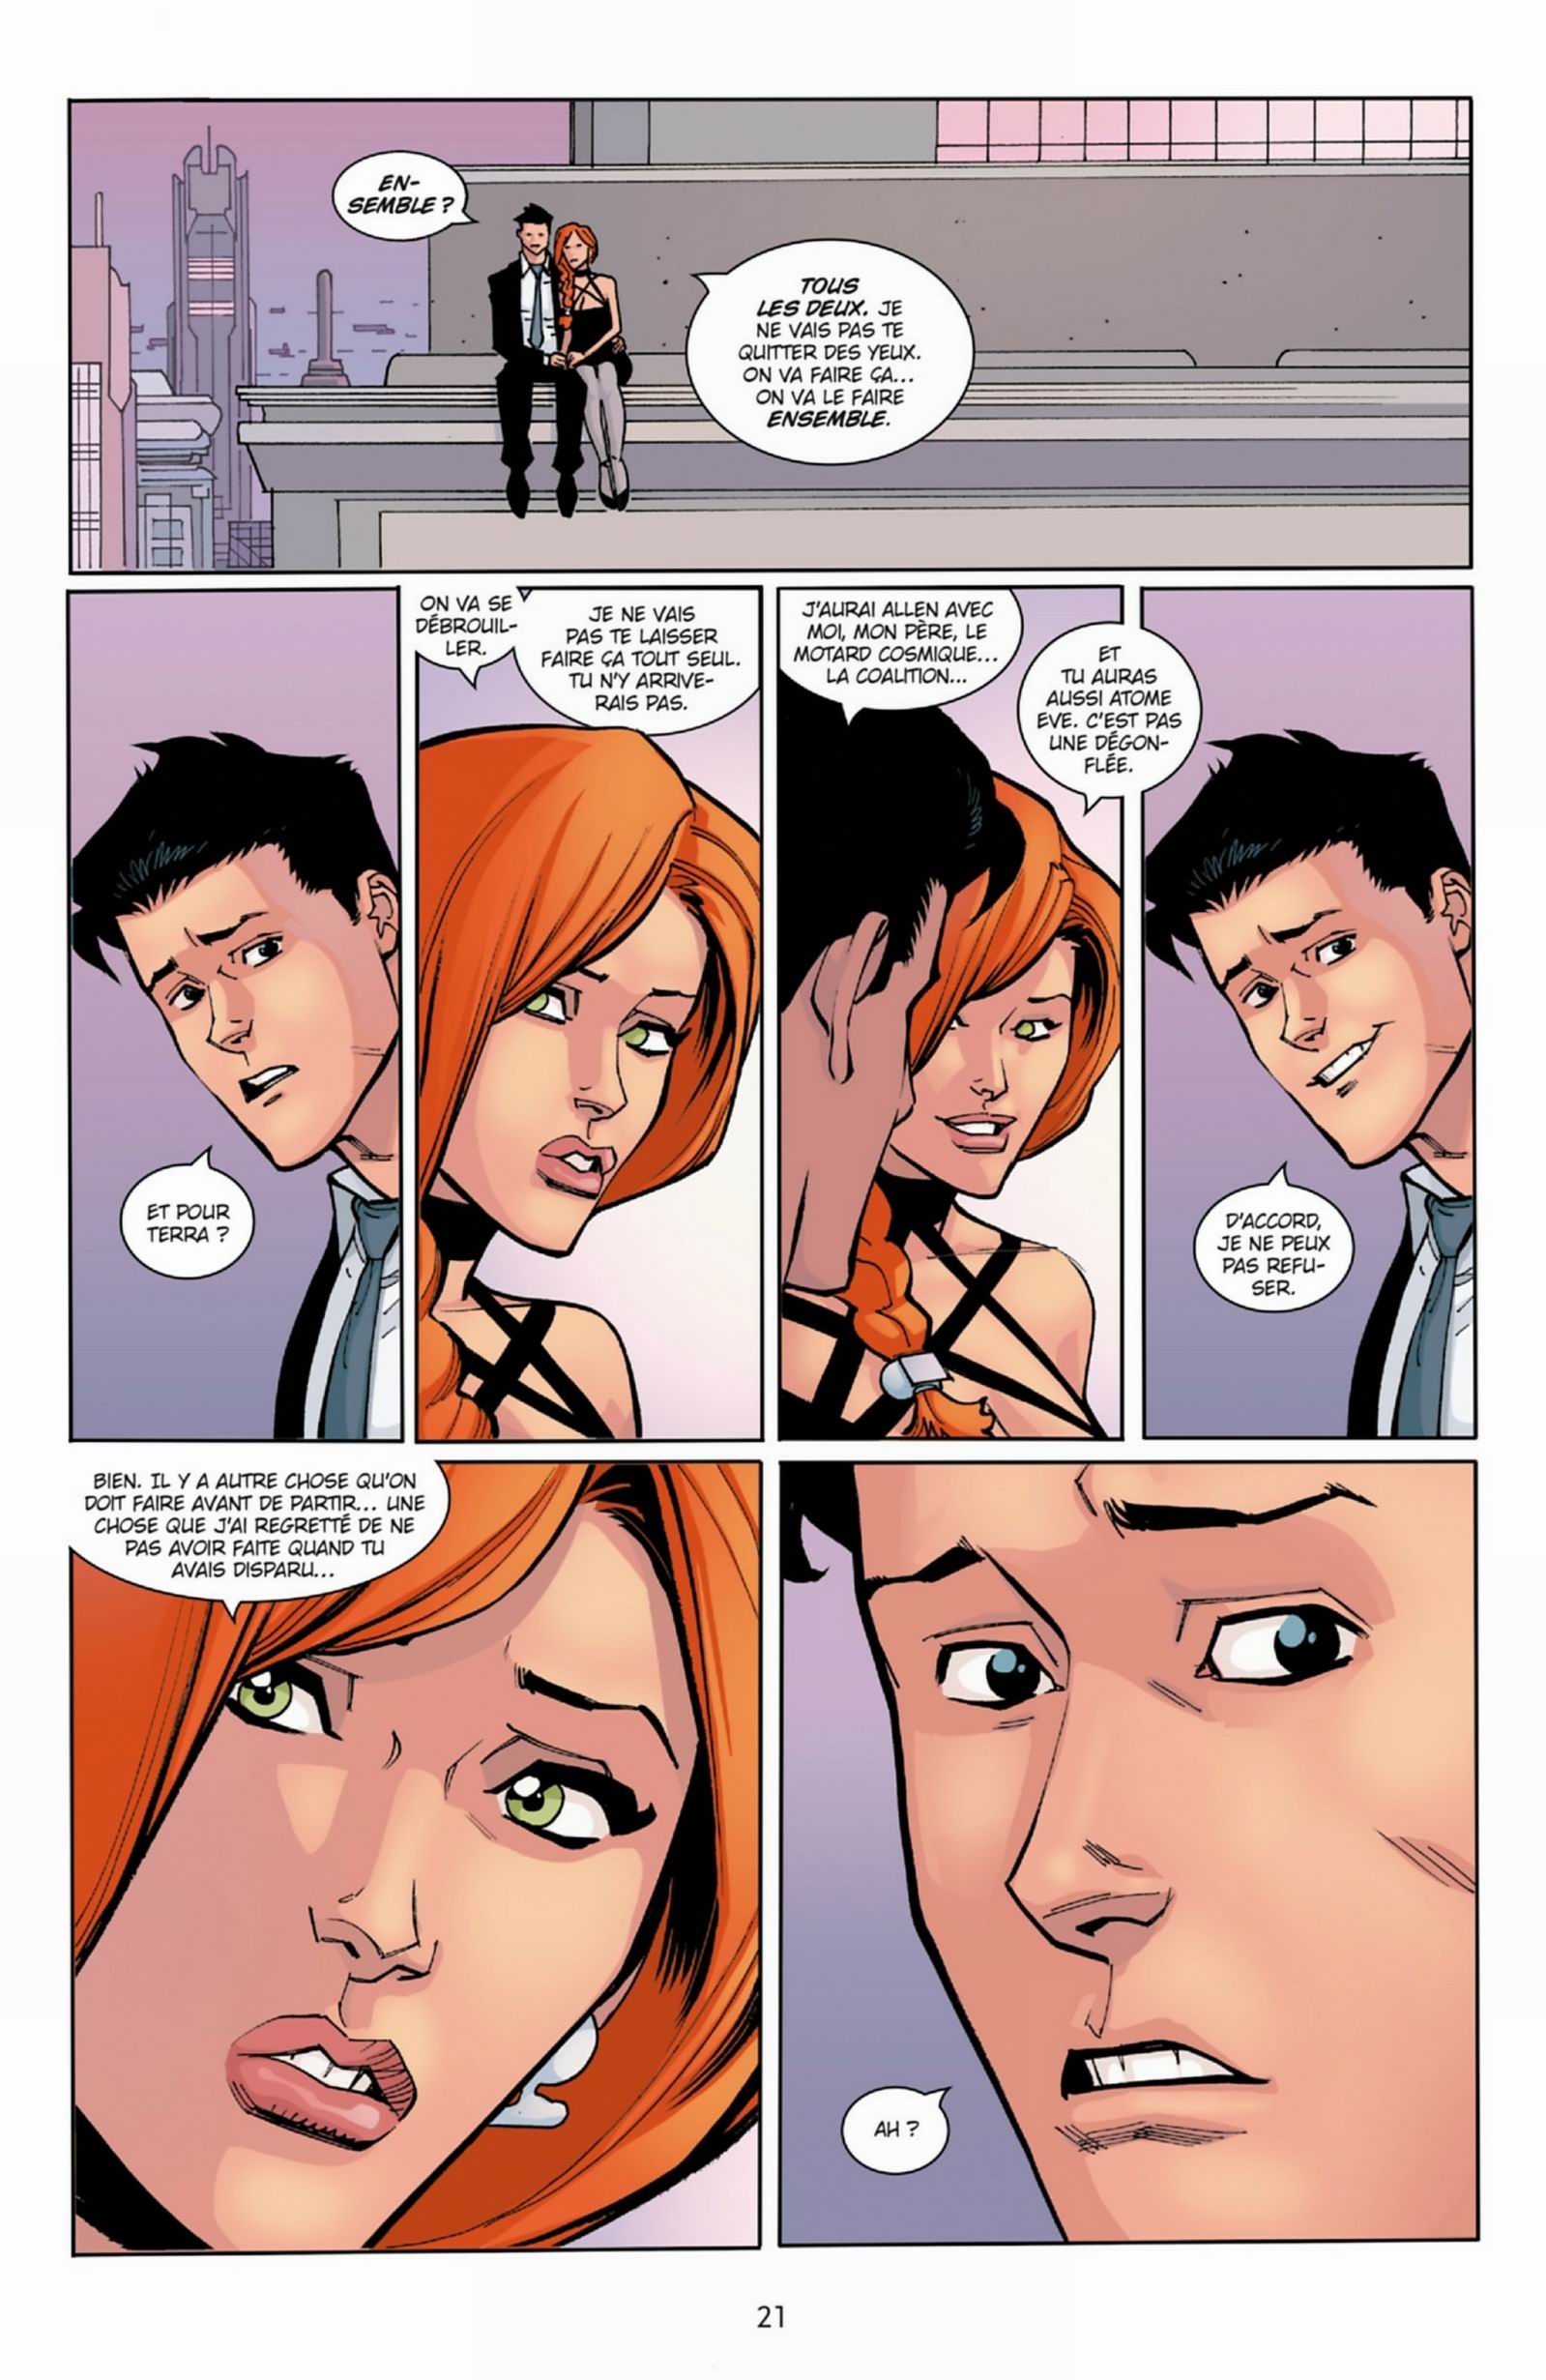 EN-
SEMBLE ?
TOUS
LES DEUX. JE
NE VAIS PAS TE
QUITTER DES YEUX.
ON VA FAIRE ÇA...
ON VA LE FAIRE
ENSEMBLE.
ET POUR
TERRA ?
ON VA SE
DÉBROUIL-
LER.
JE NE VAIS
PAS TE LAISSER
FAIRE ÇA TOUT SEUL.
TU N'Y ARRIVE-
RAIS PAS.
J'AURAI ALLEN AVEC
MOI, MON PÈRE, LE
MOTARD COSMIQUE...
LA COALITION...
ET
TU AURAS
AUSSI ATOME
EVE. C'EST PAS
UNE DÉGON-
FLÉE.
D'ACCORD,
JE NE PEUX
PAS REFU-
SER.
BIEN. IL Y A AUTRE CHOSE QU'ON
DOIT FAIRE AVANT DE PARTIR... UNE
CHOSE QUE J'AI REGRETTÉ DE NE
PAS AVOIR FAITE QUAND TU
AVAIS DISPARU...
AH ?
21